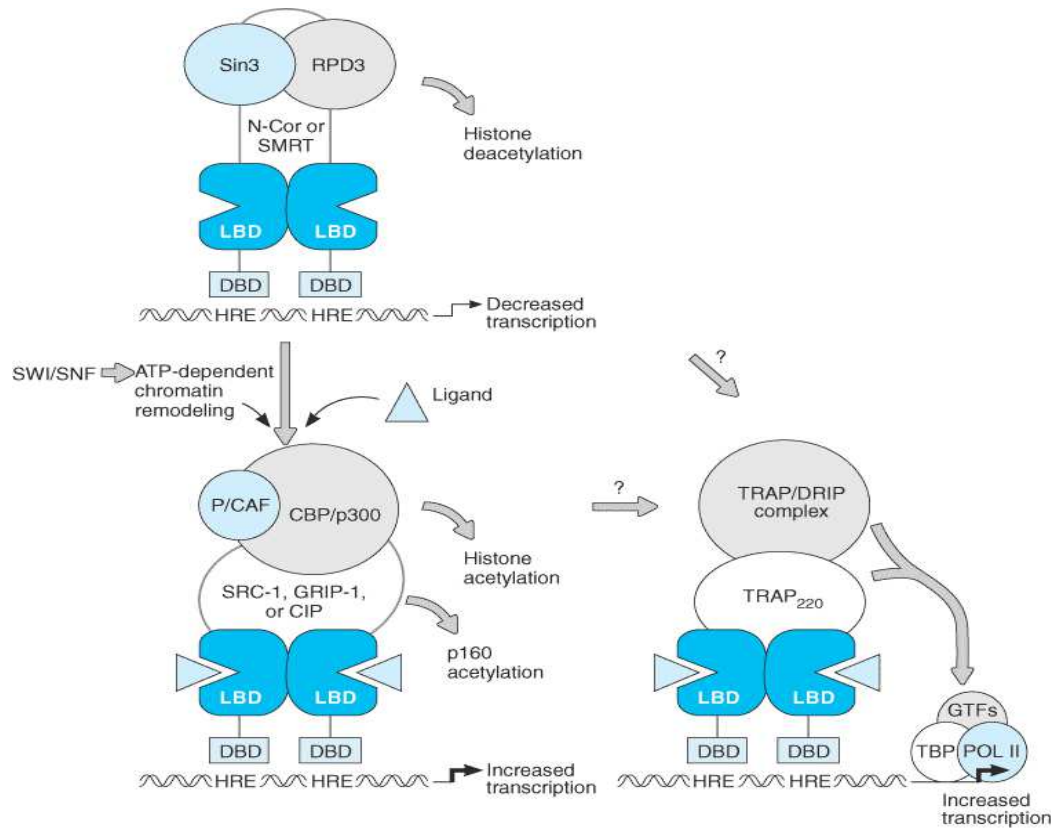 Sin3
RPD3
N-Cor or
SMRT
Histone
deacetylation
LBD
LBD
DBD
DBD
HRE
HRE
Decreased
transcription
SWI/SNF
ATP-dependent
chromatin
remodeling
Ligand
?
P/CAF
CBP/p300
?
TRAP/DRIP
complex
Histone
acetylation
SRC-1, GRIP-1,
or CIP
TRAP220
p160
acetylation
LBD
LBD
LBD
LBD
GTFs
DBD
DBD
DBD
DBD
TBP
POL II
HRE
HRE
Increased
transcription
HRE
HRE
Increased
transcription